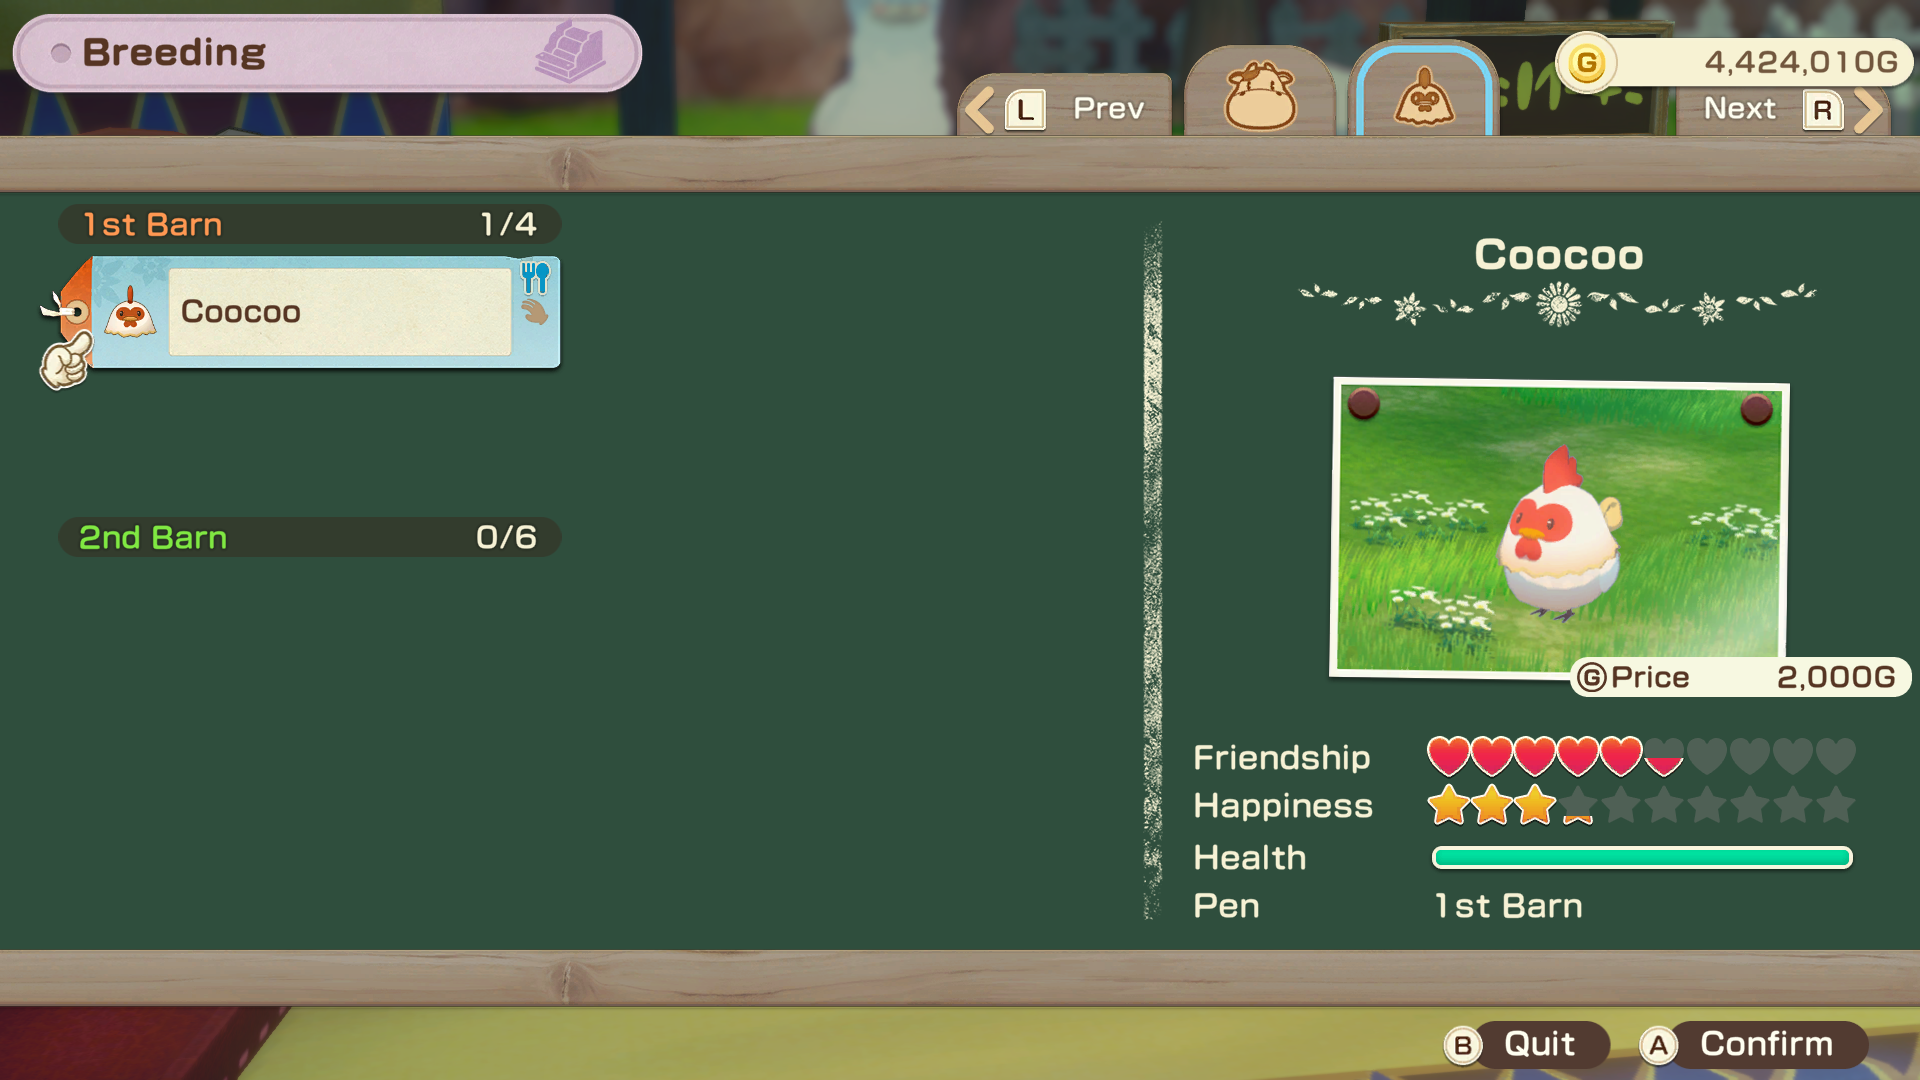 Breeding
L Prev
4,424,010G
Next R
1st Barn 1/4
Coocoo
2nd Barn 0/6
Coocoo
G Price 2,000G
Friendship
Happiness
Health
Pen 1st Barn
B Quit
A Confirm